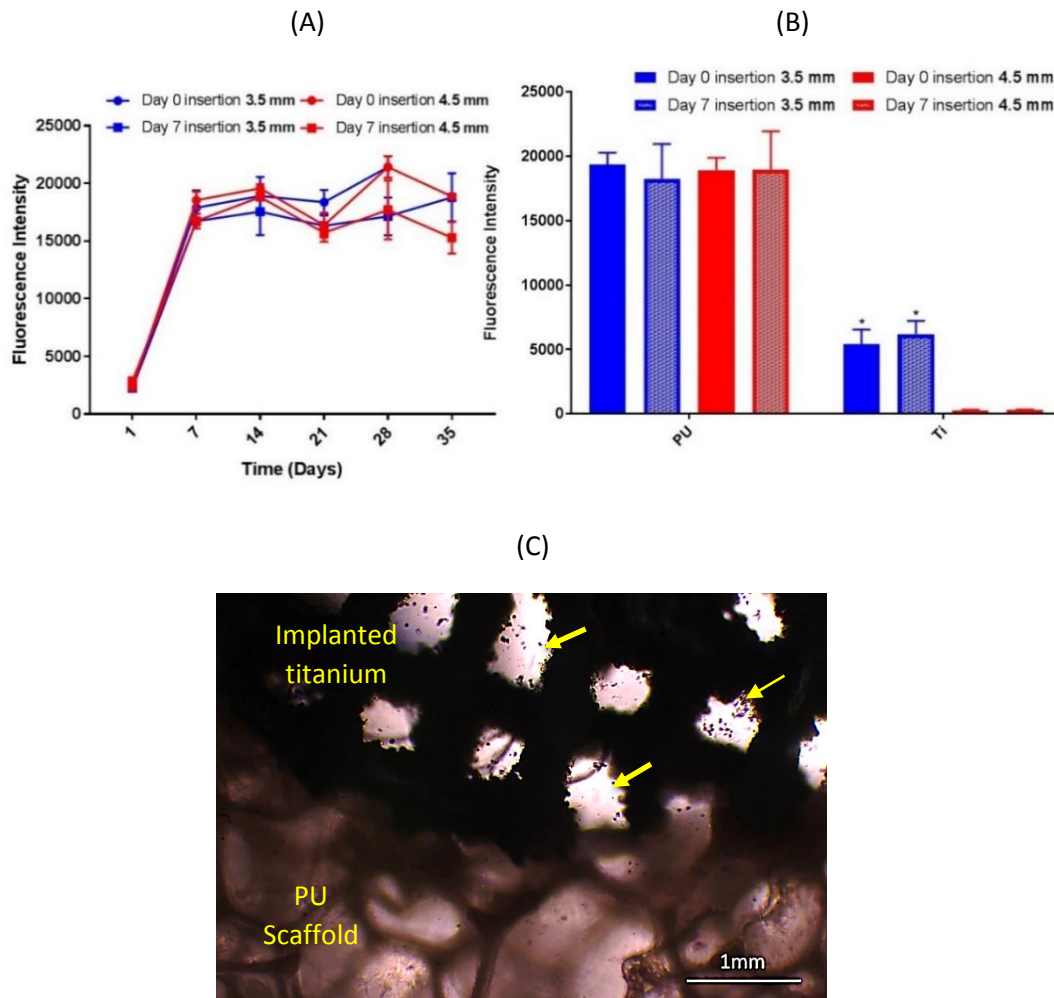 (A)
Day 0 insertion 3.5 mm
Day 0 insertion 4.5 mm
Day 7 insertion 3.5 mm
Day 7 insertion 4.5 mm
25000
20000
15000
10000
5000
0
Fluorescence Intensity
1
7
14
21
28
35
Time (Days)
(B)
Day 0 insertion 3.5 mm
Day 0 insertion 4.5 mm
Day 7 insertion 3.5 mm
Day 7 insertion 4.5 mm
25000
20000
15000
10000
5000
0
Fluorescence Intensity
*
*
PU
Ti
(C)
Implanted
titanium
PU
Scaffold
1mm